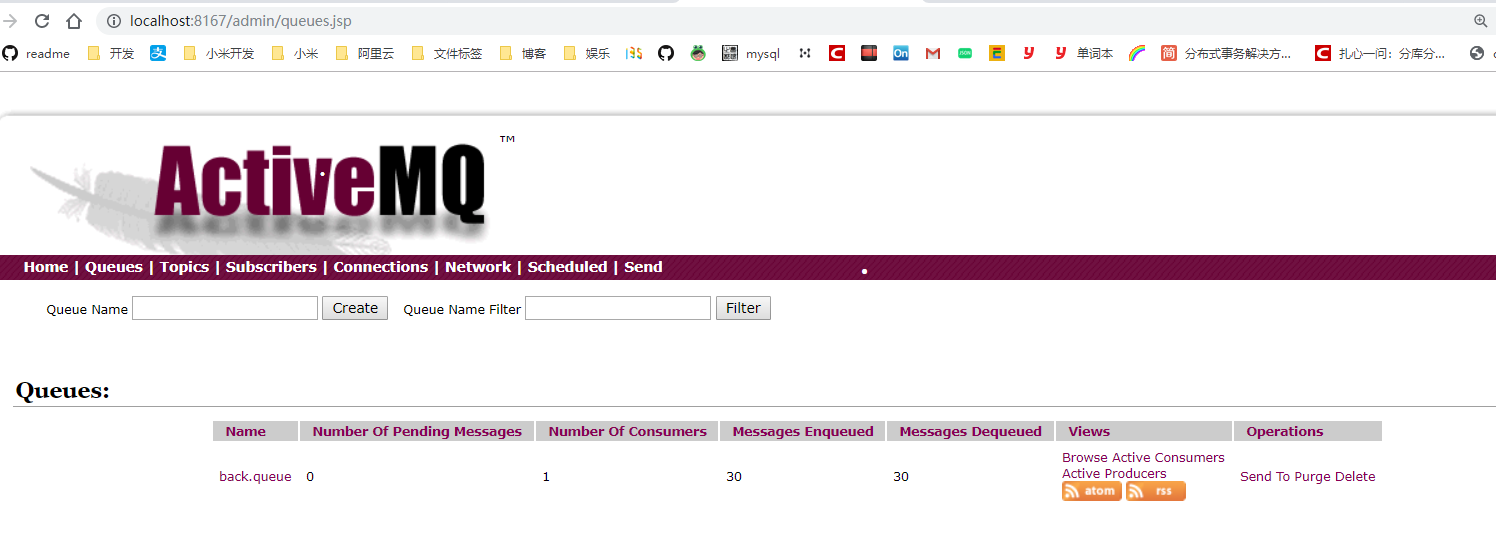 localhost:8167/admin/queues.jsp
readme 开发 小米开发 小米 阿里云 文件标签 博客 娱乐 mysql On 单词本 简 分布式事务解决方... C 扎心一问：分库分...
ActiveMQ™
Home | Queues | Topics | Subscribers | Connections | Network | Scheduled | Send
Queue Name Create Queue Name Filter Filter
Queues:
Name Number Of Pending Messages Number Of Consumers Messages Enqueued Messages Dequeued Views Operations
back.queue 0 1 30 30 Browse Active Consumers
Active Producers
atom rss
Send To Purge Delete